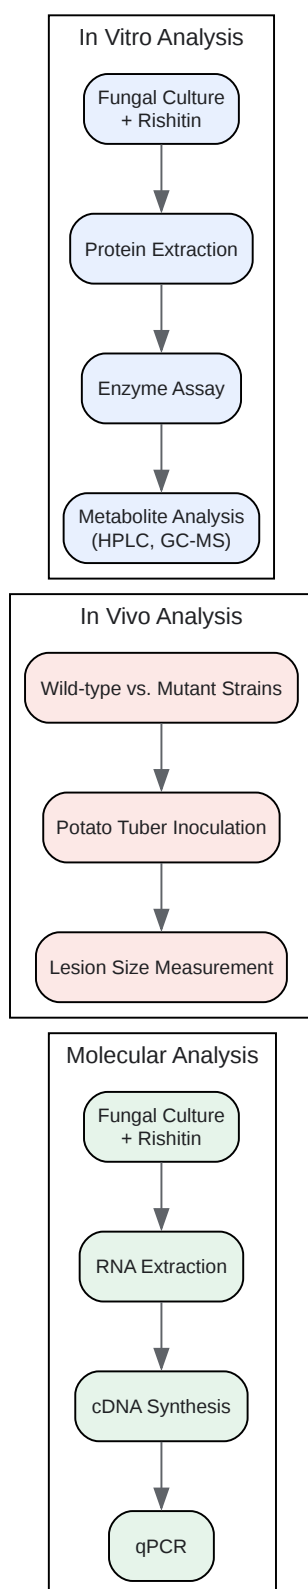 In Vitro Analysis
Fungal Culture
+ Rishitin
Protein Extraction
Enzyme Assay
Metabolite Analysis
(HPLC, GC-MS)
In Vivo Analysis
Wild-type vs. Mutant Strains
Potato Tuber Inoculation
Lesion Size Measurement
Molecular Analysis
Fungal Culture
+ Rishitin
RNA Extraction
cDNA Synthesis
qPCR